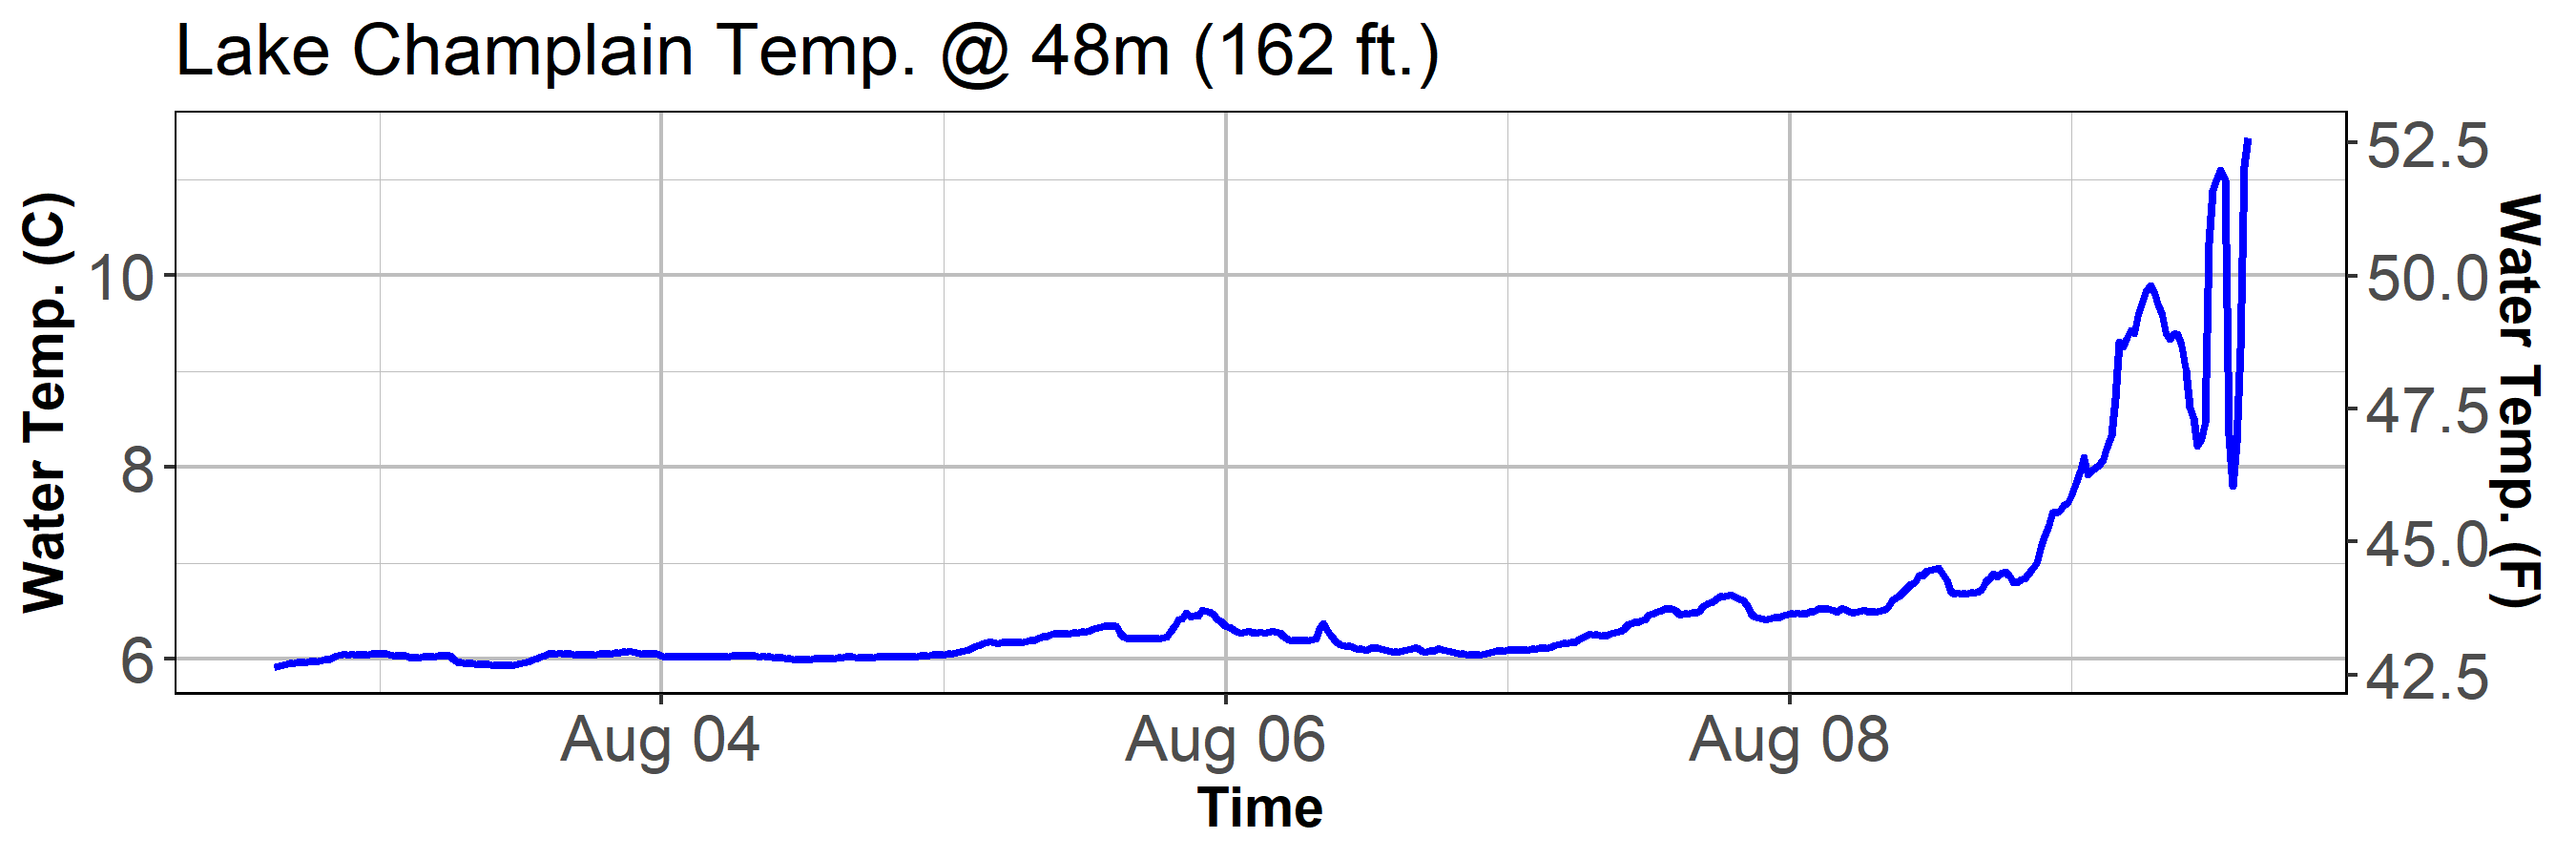 Lake Champlain Temp. @ 48m (162 ft.)
Water Temp. (C)
10
8
6
52.5
50.0
47.5
45.0
42.5
Water Temp. (F)
Aug 04
Aug 06
Aug 08
Time